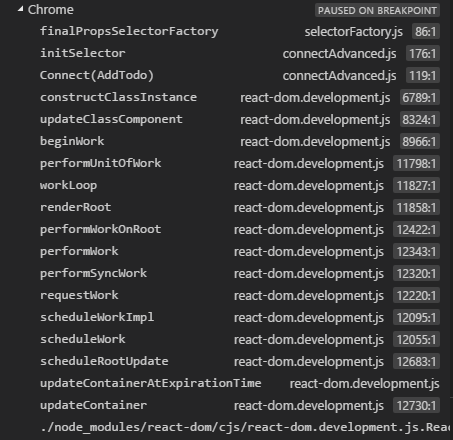 Chrome PAUSED ON BREAKPOINT
finalPropsSelectorFactory selectorFactory.js 86:1
initSelector connectAdvanced.js 176:1
Connect(AddTodo) connectAdvanced.js 119:1
constructClassInstance react-dom.development.js 6789:1
updateClassComponent react-dom.development.js 8324:1
beginWork react-dom.development.js 8966:1
performUnitOfWork react-dom.development.js 11798:1
workLoop react-dom.development.js 11827:1
renderRoot react-dom.development.js 11858:1
performWorkOnRoot react-dom.development.js 12422:1
performWork react-dom.development.js 12343:1
performSyncWork react-dom.development.js 12320:1
requestWork react-dom.development.js 12220:1
scheduleWorkImpl react-dom.development.js 12095:1
scheduleWork react-dom.development.js 12055:1
scheduleRootUpdate react-dom.development.js 12683:1
updateContainerAtExpirationTime react-dom.development.js
updateContainer react-dom.development.js 12730:1
./node_modules/react-dom/cjs/react-dom.development.js.Reac